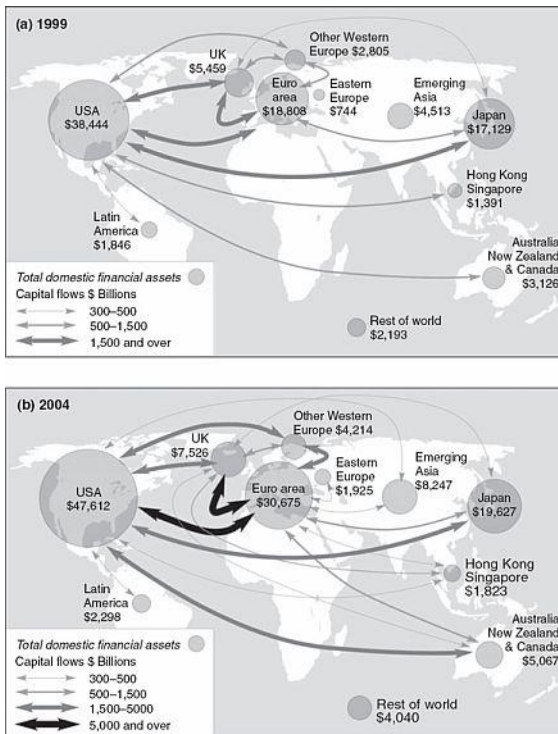 (a) 1999
Other Western
Europe $2,805
UK
$5,459
USA
$38,444
Euro
area
$18,808
Eastern
Europe
$744
Emerging
Asia
$4,513
Japan
$17,129
Hong Kong
Singapore
$1,391
Latin
America
$1,846
Australia
New Zealand
& Canada
$3,126
Rest of world
$2,193
Total domestic financial assets
Capital flows $ Billions
300–500
500–1,500
1,500 and over
(b) 2004
Other Western
Europe $4,214
UK
$7,526
USA
$47,612
Euro area
$30,675
Eastern
Europe
$1,925
Emerging
Asia
$8,247
Japan
$19,627
Hong Kong
Singapore
$1,823
Latin
America
$2,298
Australia
New Zealand
& Canada
$5,067
Rest of world
$4,040
Total domestic financial assets
Capital flows $ Billions
300–500
500–1,500
1,500–5000
5,000 and over